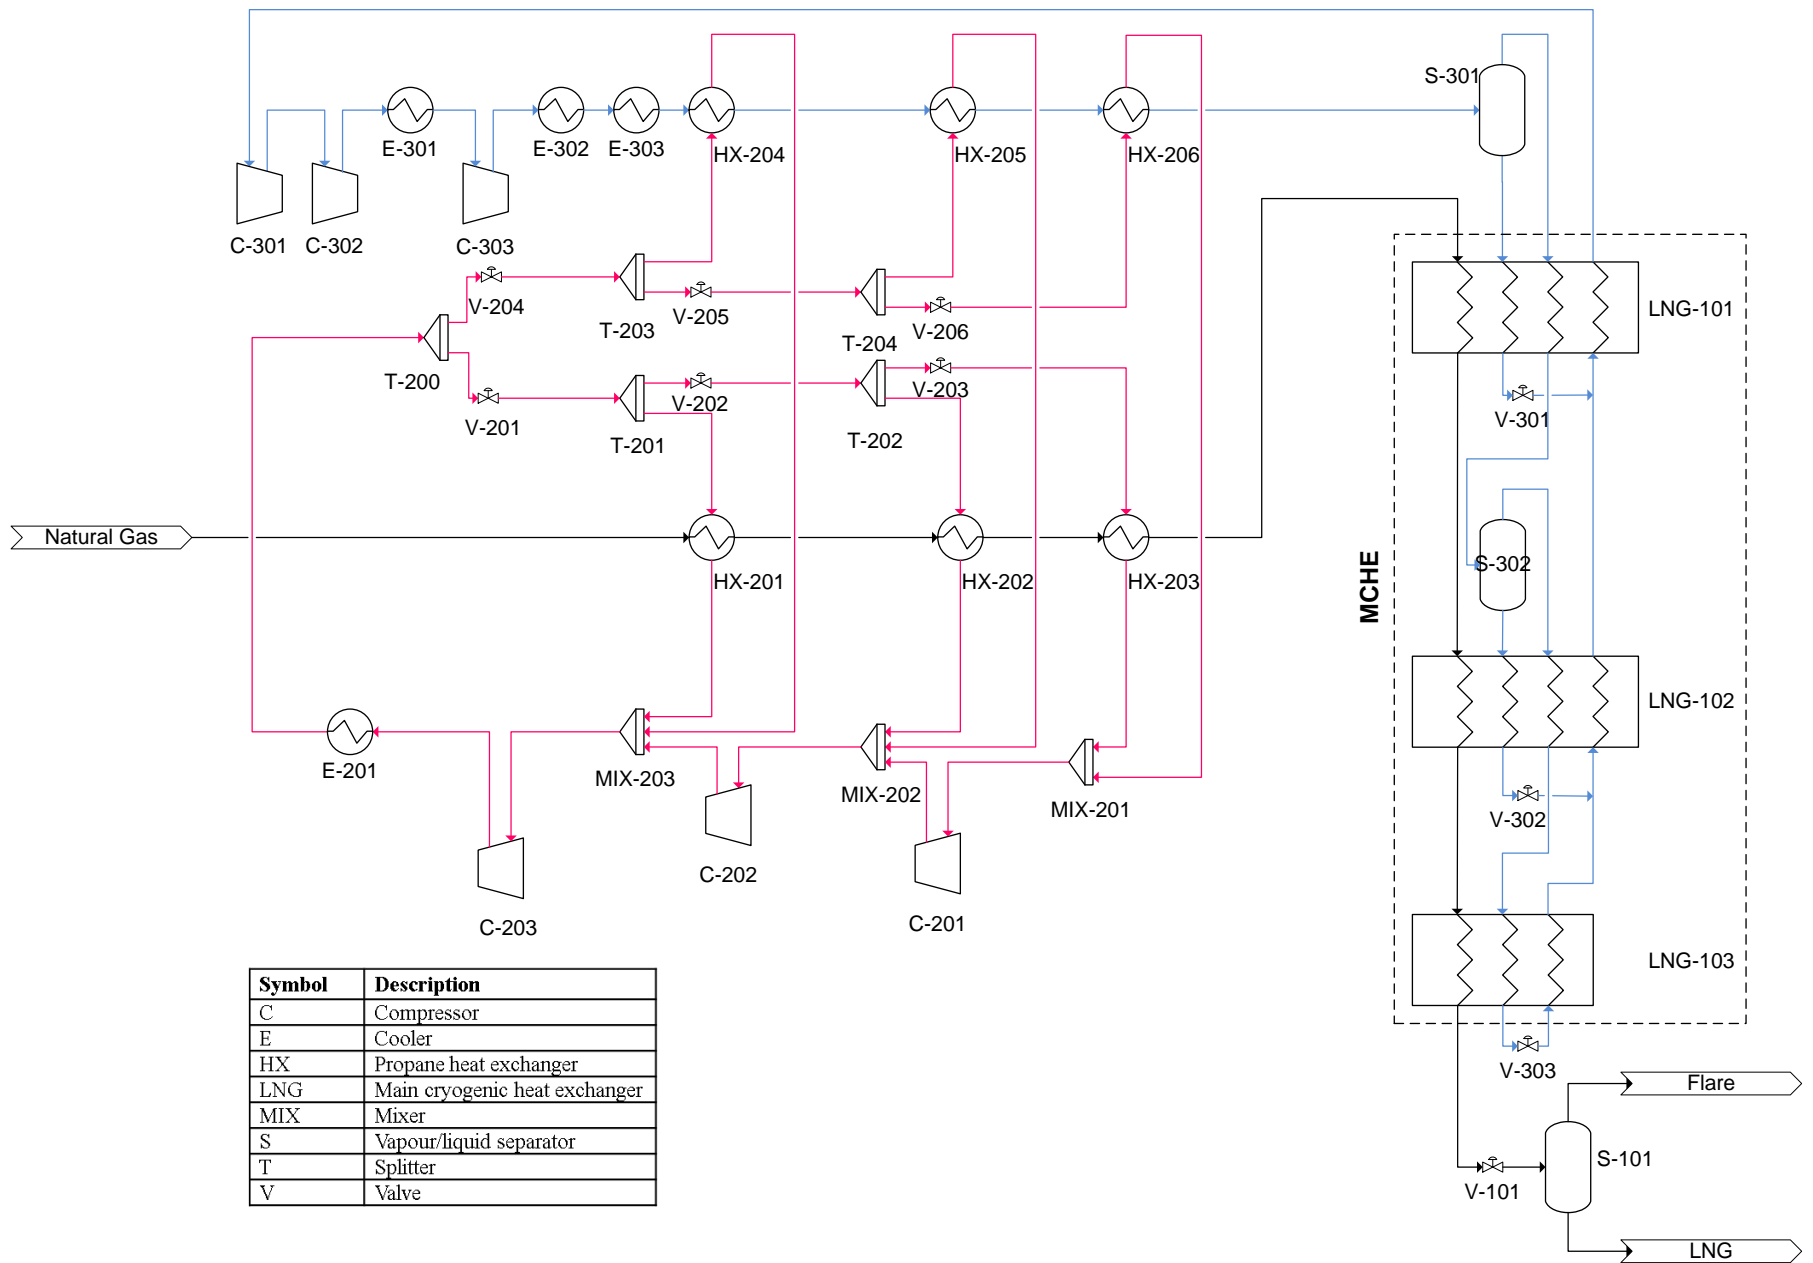 S-301
E-301
E-302
E-303
HX-204
HX-205
HX-206
C-301
C-302
C-303
V-204
T-203
V-205
T-204
V-206
LNG-101
T-200
V-201
T-201
V-202
T-202
V-203
V-301
Natural Gas
HX-201
HX-202
HX-203
S-302
MCHE
LNG-102
E-201
MIX-203
MIX-202
MIX-201
V-302
C-202
C-201
C-203
LNG-103
Symbol Description
C Compressor
E Cooler
HX Propane heat exchanger
LNG Main cryogenic heat exchanger
MIX Mixer
S Vapour/liquid separator
T Splitter
V Valve
V-303
Flare
S-101
V-101
LNG